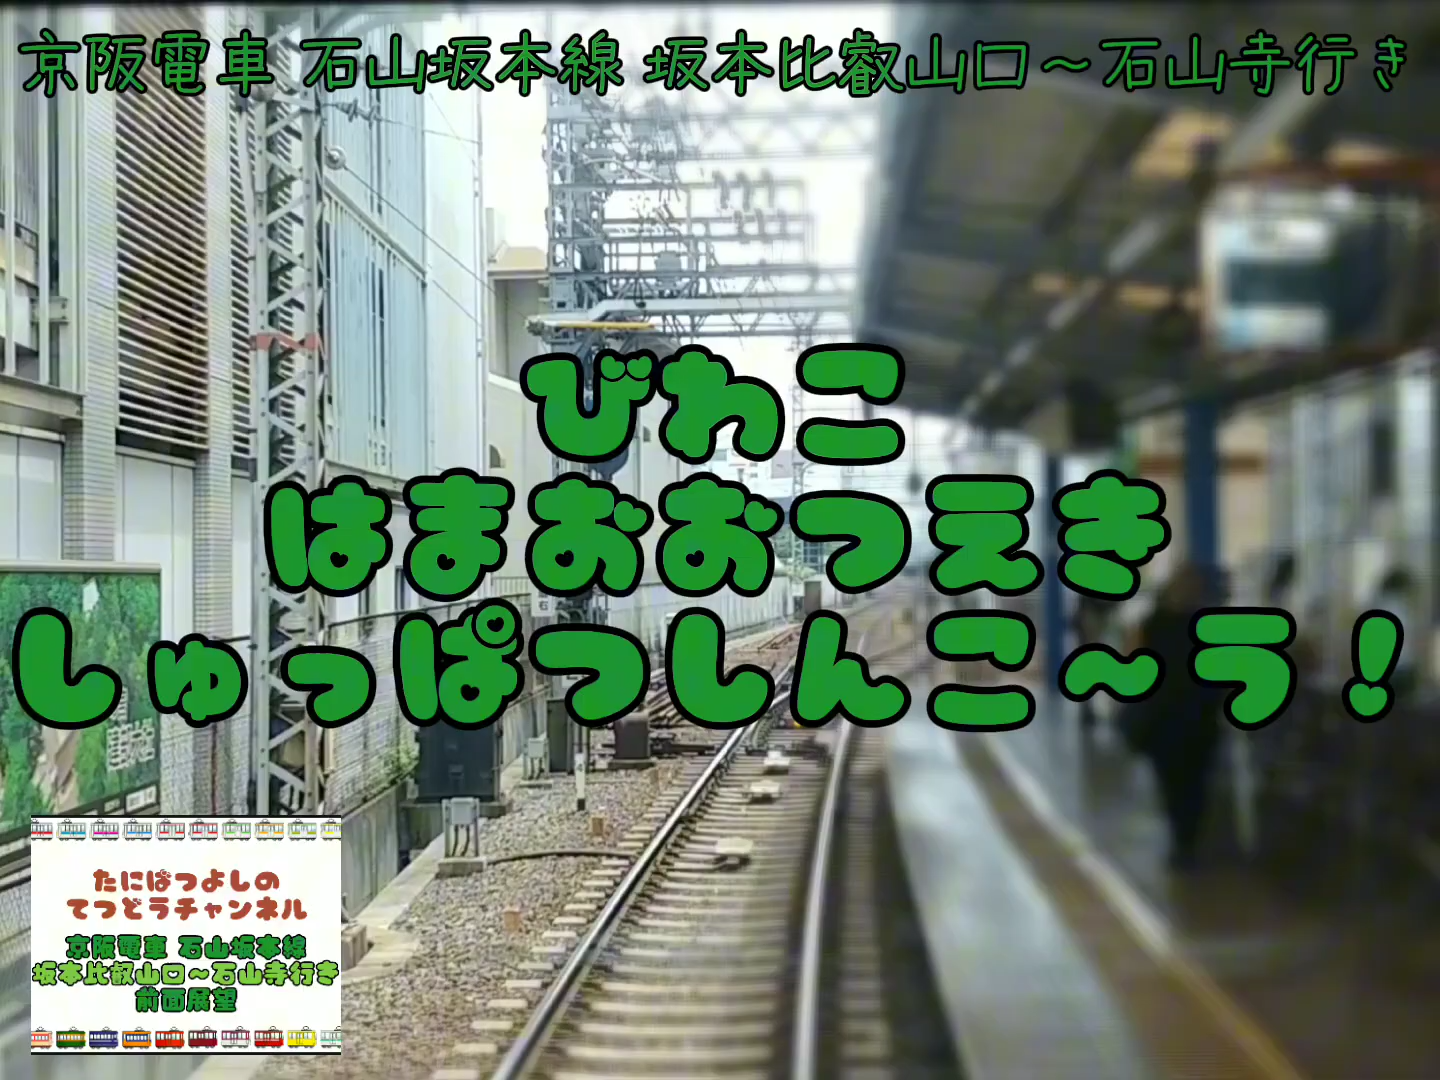 京阪電車 石山坂本線 坂本比叡山口～石山寺行き
びわこ
はまおおつえき
しゅっぱつしんこ～う！
たにぱつよしの
てつどうチャンネル
京阪電車 石山坂本線
坂本比叡山口～石山寺行き
前面展望